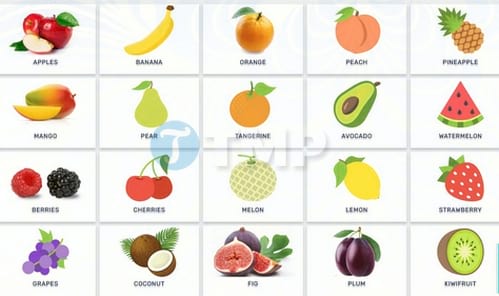 APPLES BANANA ORANGE PEACH PINEAPPLE
MANGO PEAR TANGERINE AVOCADO WATERMELON
TMP
BERRIES CHERRIES MELON LEMON STRAWBERRY
GRAPES COCONUT FIG PLUM KIWIFRUIT